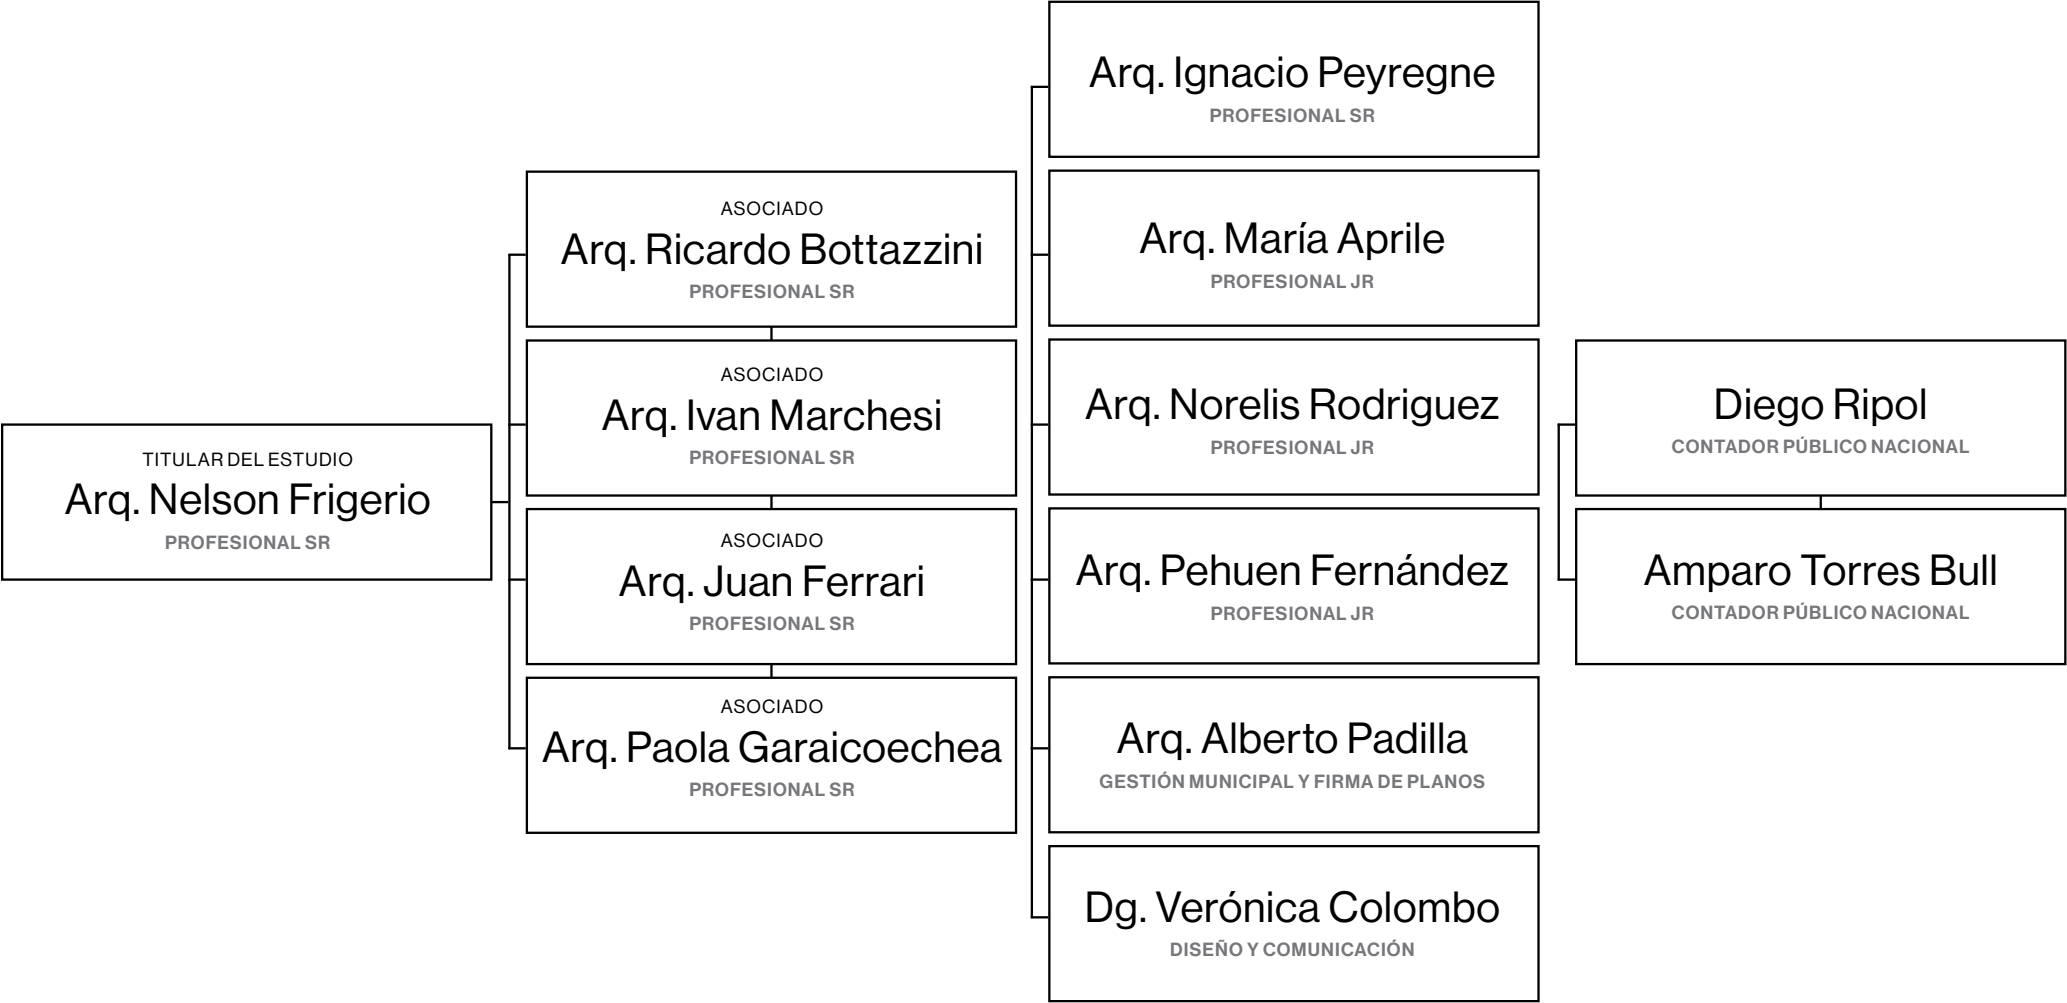 TITULAR DEL ESTUDIO
Arq. Nelson Frigerio
PROFESIONAL SR
ASOCIADO
Arq. Ricardo Bottazzini
PROFESIONAL SR
ASOCIADO
Arq. Ivan Marchesi
PROFESIONAL SR
ASOCIADO
Arq. Juan Ferrari
PROFESIONAL SR
ASOCIADO
Arq. Paola Garaicoechea
PROFESIONAL SR
Arq. Ignacio Peyregne
PROFESIONAL SR
Arq. María Aprile
PROFESIONAL JR
Arq. Norelis Rodriguez
PROFESIONAL JR
Arq. Pehuen Fernández
PROFESIONAL JR
Arq. Alberto Padilla
GESTIÓN MUNICIPAL Y FIRMA DE PLANOS
Dg. Verónica Colombo
DISEÑO Y COMUNICACIÓN
Diego Ripol
CONTADOR PÚBLICO NACIONAL
Amparo Torres Bull
CONTADOR PÚBLICO NACIONAL